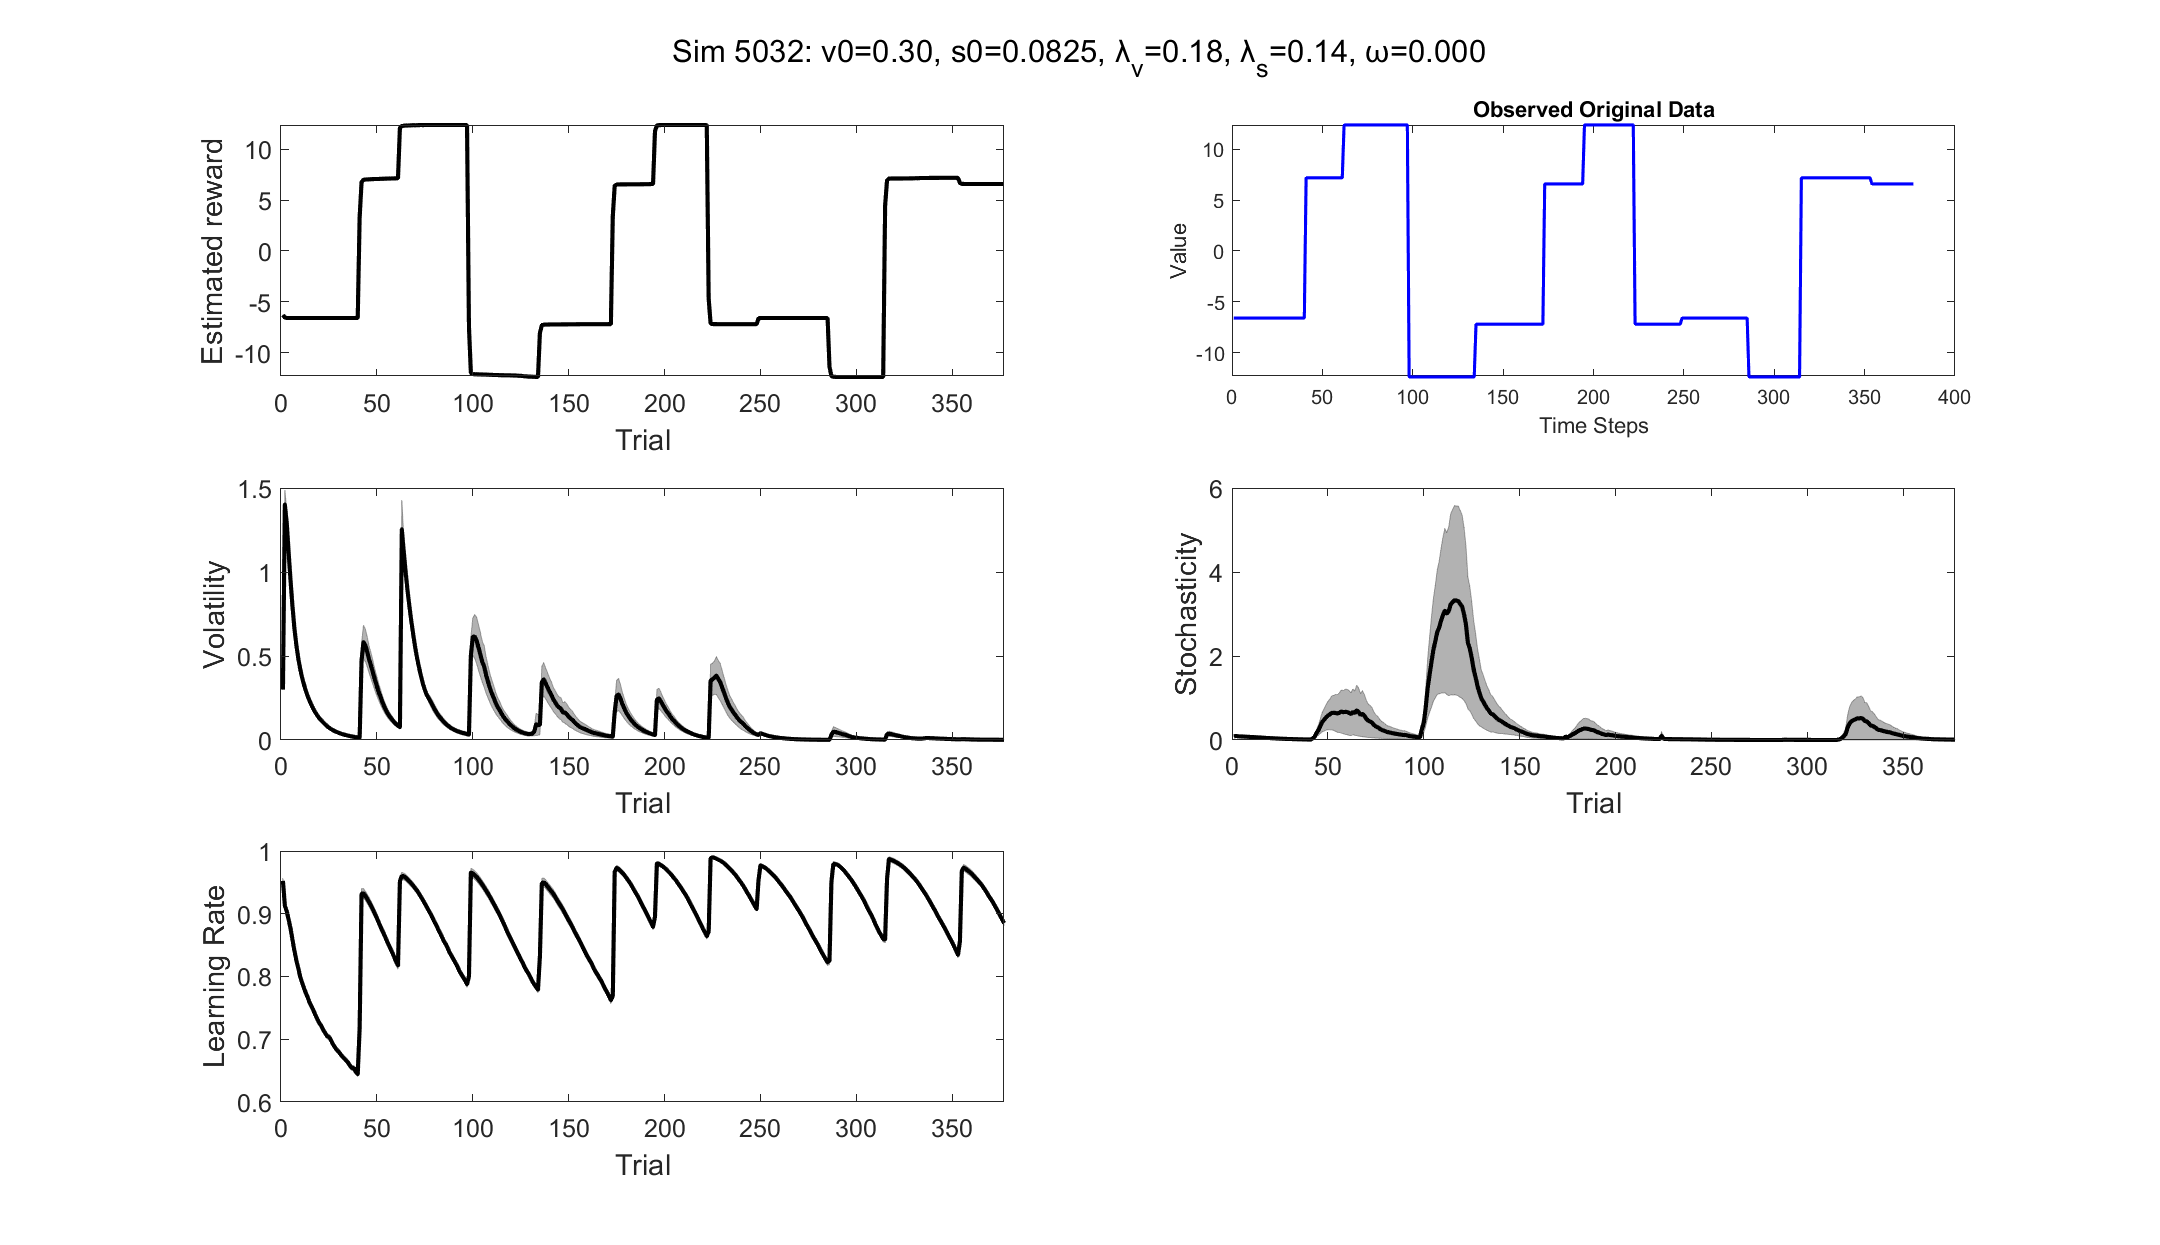 Sim 5032: v0=0.30, s0=0.0825, λ_v=0.18, λ_s=0.14, ω=0.000
Estimated reward
10
5
0
-5
-10
0 50 100 150 200 250 300 350
Trial
Observed Original Data
Value
10
5
0
-5
-10
0 50 100 150 200 250 300 350 400
Time Steps
Volatility
1.5
1
0.5
0
0 50 100 150 200 250 300 350
Trial
Stochasticity
6
4
2
0
0 50 100 150 200 250 300 350
Trial
Learning Rate
1
0.9
0.8
0.7
0.6
0 50 100 150 200 250 300 350
Trial